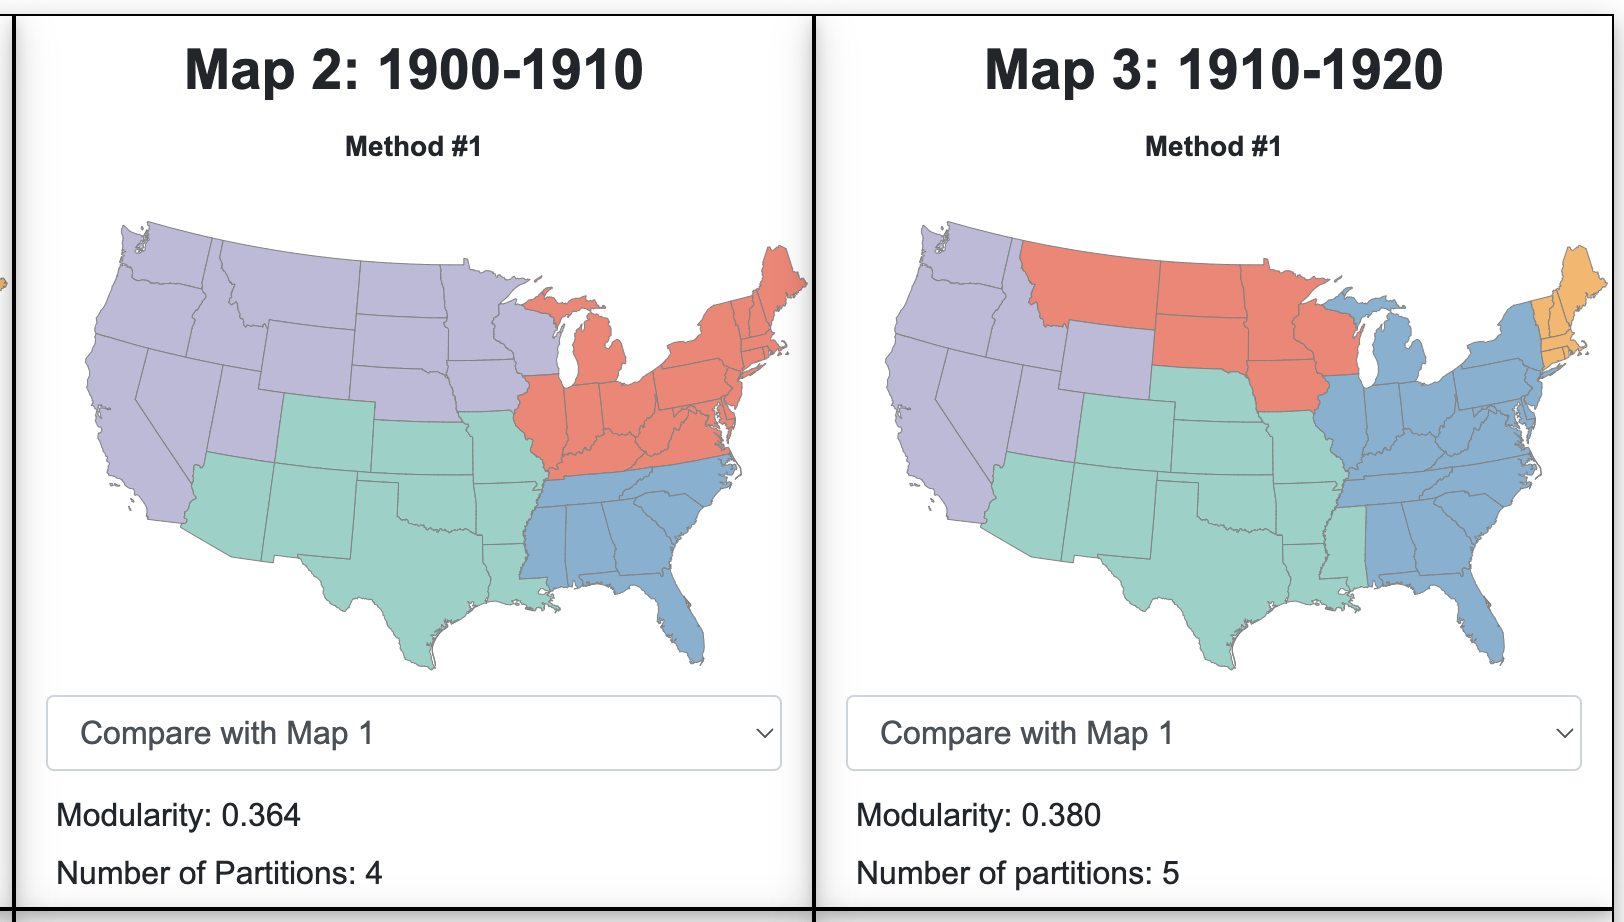 Map 2: 1900-1910
Method #1
Compare with Map 1
Modularity: 0.364
Number of Partitions: 4
Map 3: 1910-1920
Method #1
Compare with Map 1
Modularity: 0.380
Number of partitions: 5